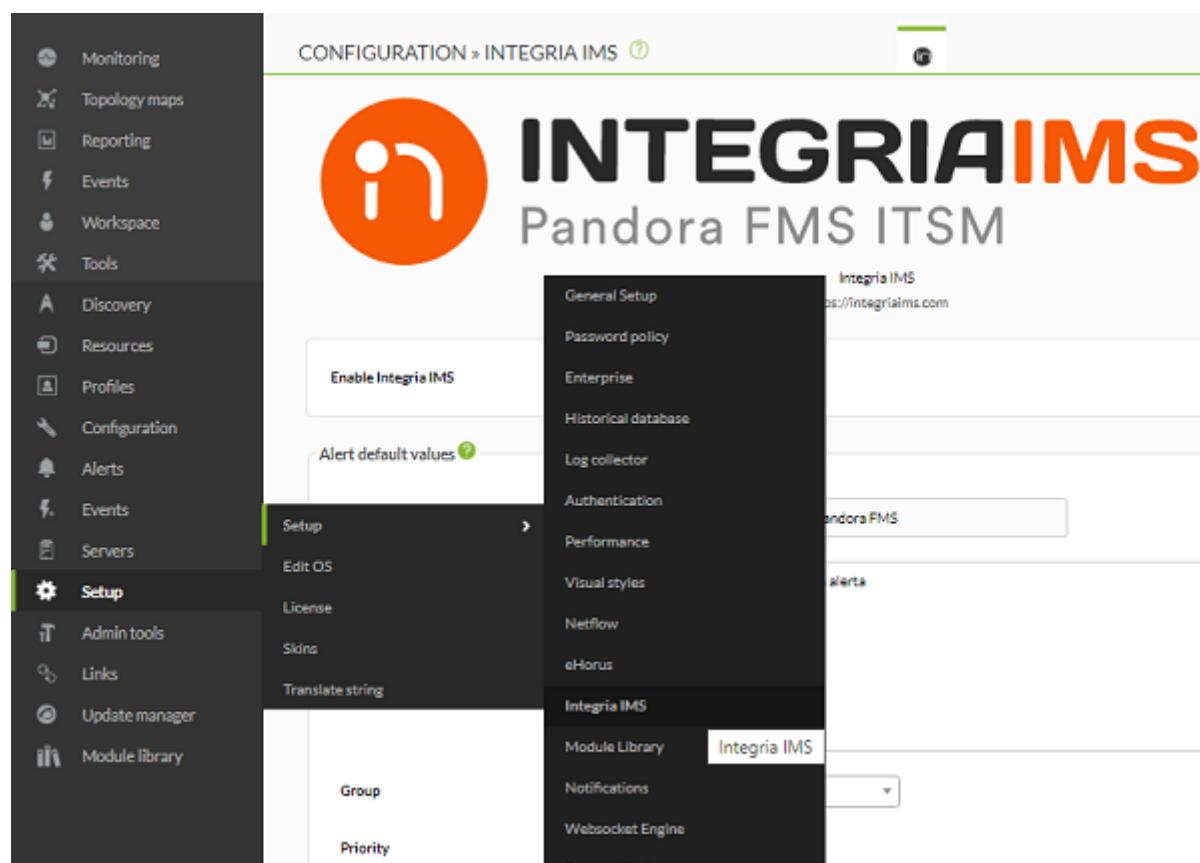 Monitoring
Topology maps
Reporting
Events
Workspace
Tools
Discovery
Resources
Profiles
Configuration
Alerts
Events
Servers
Setup
Admin tools
Links
Update manager
Module library
Setup
Edit OS
License
Skins
Translate string
General Setup
Password policy
Enterprise
Historical database
Log collector
Authentication
Performance
Visual styles
Netflow
eHorus
Integria IMS
Module Library
Notifications
Websocket Engine
Integria IMS
CONFIGURATION » INTEGRIA IMS
INTEGRIAIMS
Pandora FMS ITSM
Integria IMS
ps://integriaims.com
Enable Integria IMS
Alert default values
andora FMS
alerta
Group
Priority